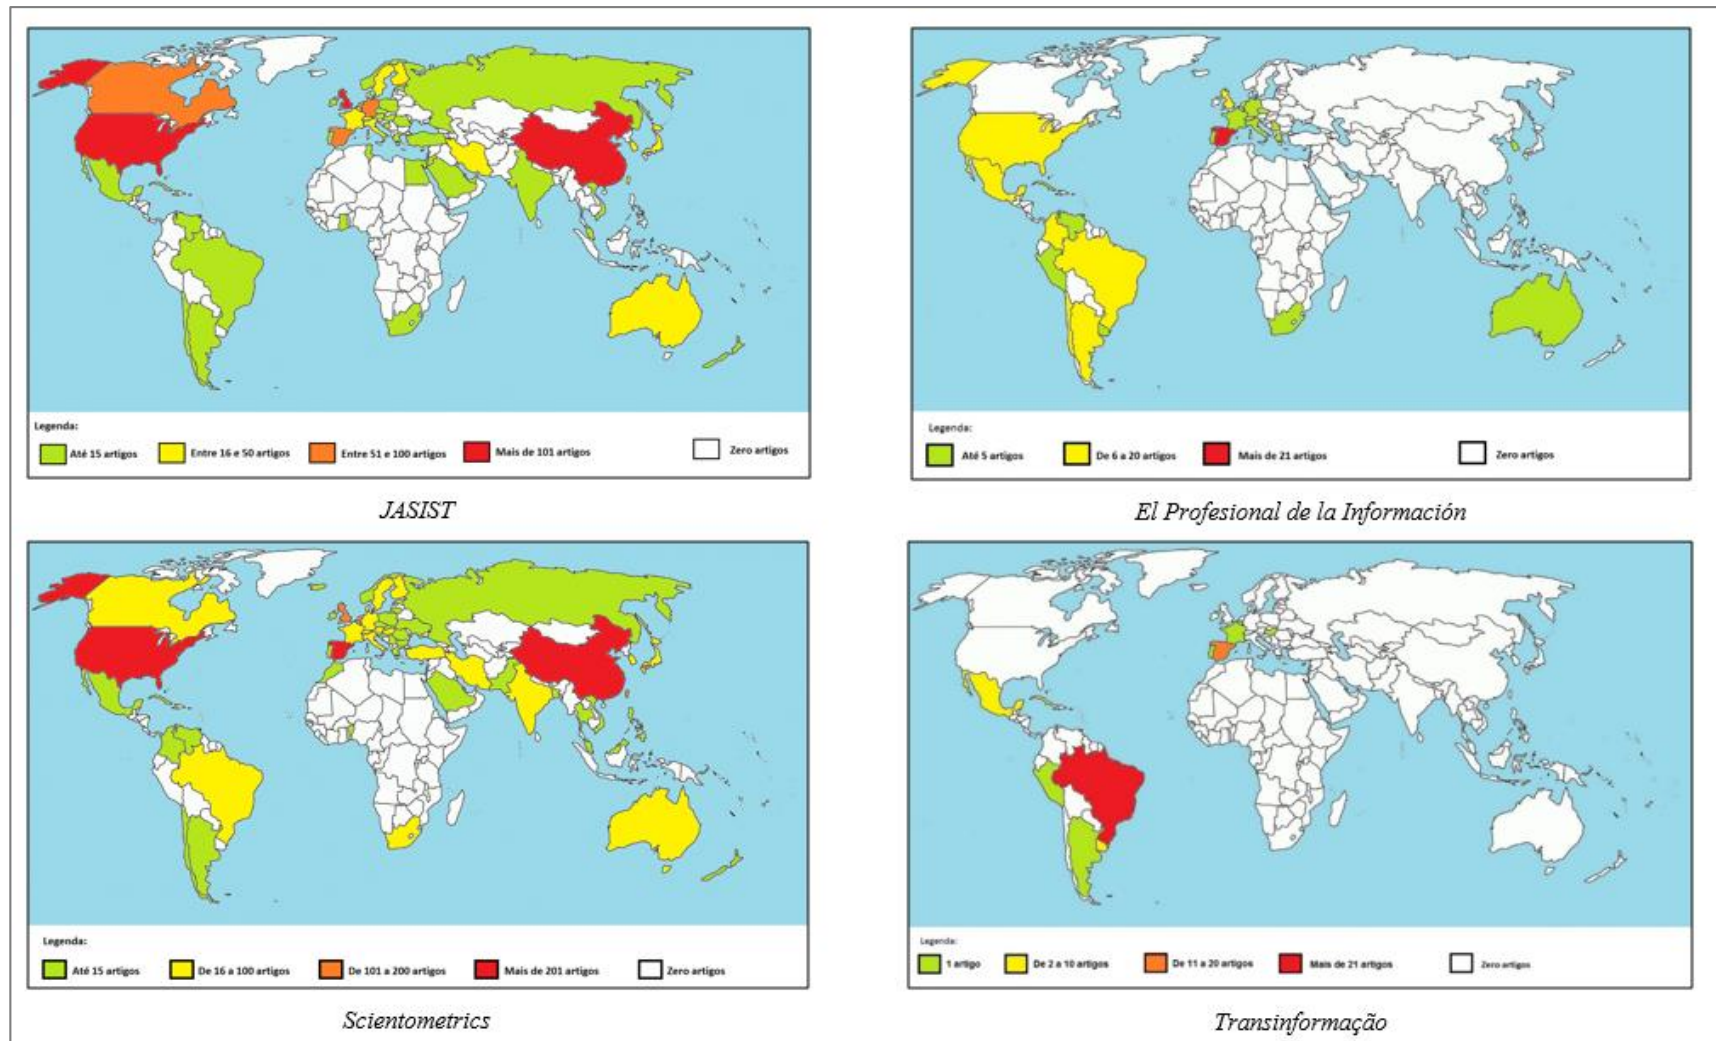 Legenda:
Até 15 artigos
Entre 16 e 50 artigos
Entre 51 e 100 artigos
Mais de 101 artigos
Zero artigos
JASIST
Legenda:
Até 5 artigos
De 6 a 20 artigos
Mais de 21 artigos
Zero artigos
El Profesional de la Información
Legenda:
Até 15 artigos
De 16 a 100 artigos
De 101 a 200 artigos
Mais de 201 artigos
Zero artigos
Scientometrics
Legenda:
1 artigo
De 2 a 10 artigos
De 11 a 20 artigos
Mais de 21 artigos
Zero artigos
Transinformação